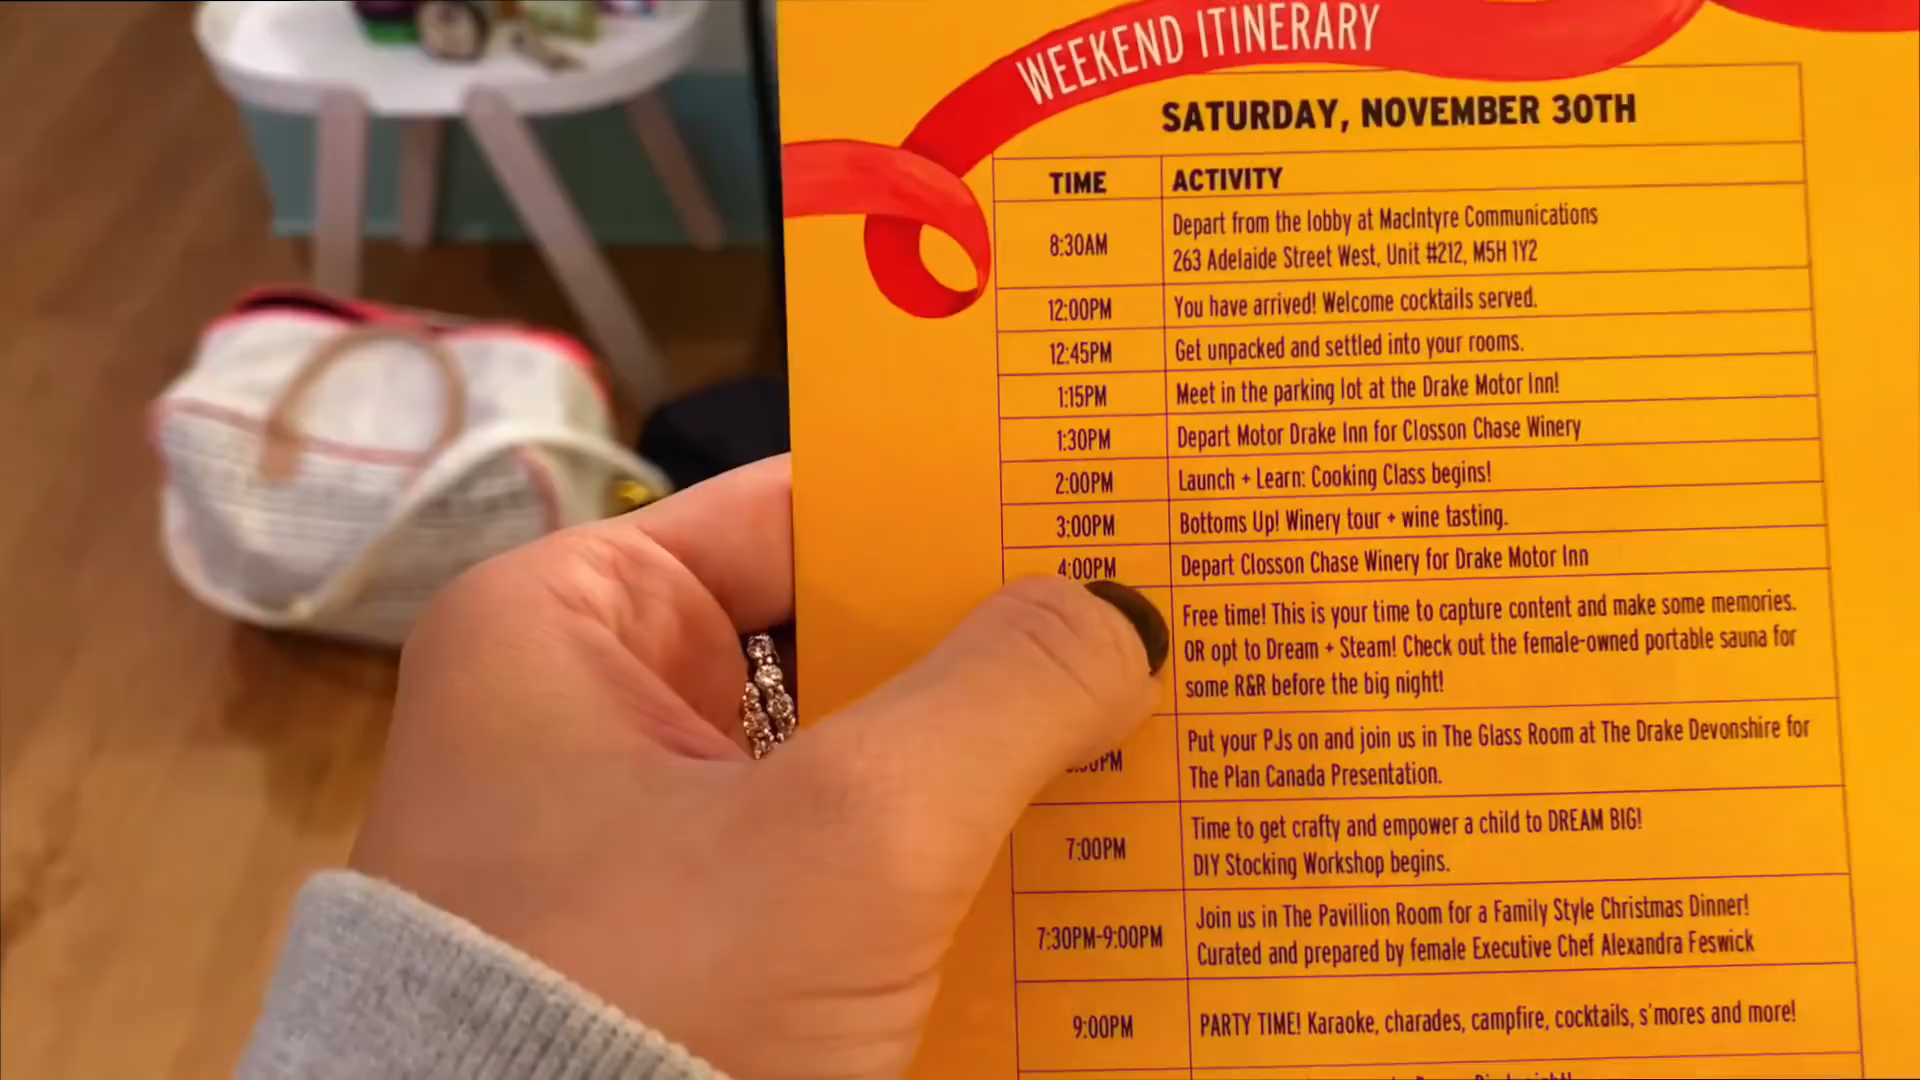 WEEKEND ITINERARY
SATURDAY, NOVEMBER 30TH
TIME ACTIVITY
8:30AM Depart from the lobby at MacIntyre Communications
263 Adelaide Street West, Unit #212, M5H 1Y2
12:00PM You have arrived! Welcome cocktails served.
12:45PM Get unpacked and settled into your rooms.
1:15PM Meet in the parking lot at the Drake Motor Inn!
1:30PM Depart Motor Drake Inn for Closson Chase Winery
2:00PM Launch + Learn: Cooking Class begins!
3:00PM Bottoms Up! Winery tour + wine tasting.
4:00PM Depart Closson Chase Winery for Drake Motor Inn
Free time! This is your time to capture content and make some memories.
OR opt to Dream + Steam! Check out the female-owned portable sauna for
some R&R before the big night!
Put your PJs on and join us in The Glass Room at The Drake Devonshire for
The Plan Canada Presentation.
7:00PM Time to get crafty and empower a child to DREAM BIG!
DIY Stocking Workshop begins.
7:30PM-9:00PM Join us in The Pavillion Room for a Family Style Christmas Dinner!
Curated and prepared by female Executive Chef Alexandra Feswick
9:00PM PARTY TIME! Karaoke, charades, campfire, cocktails, s'mores and more!